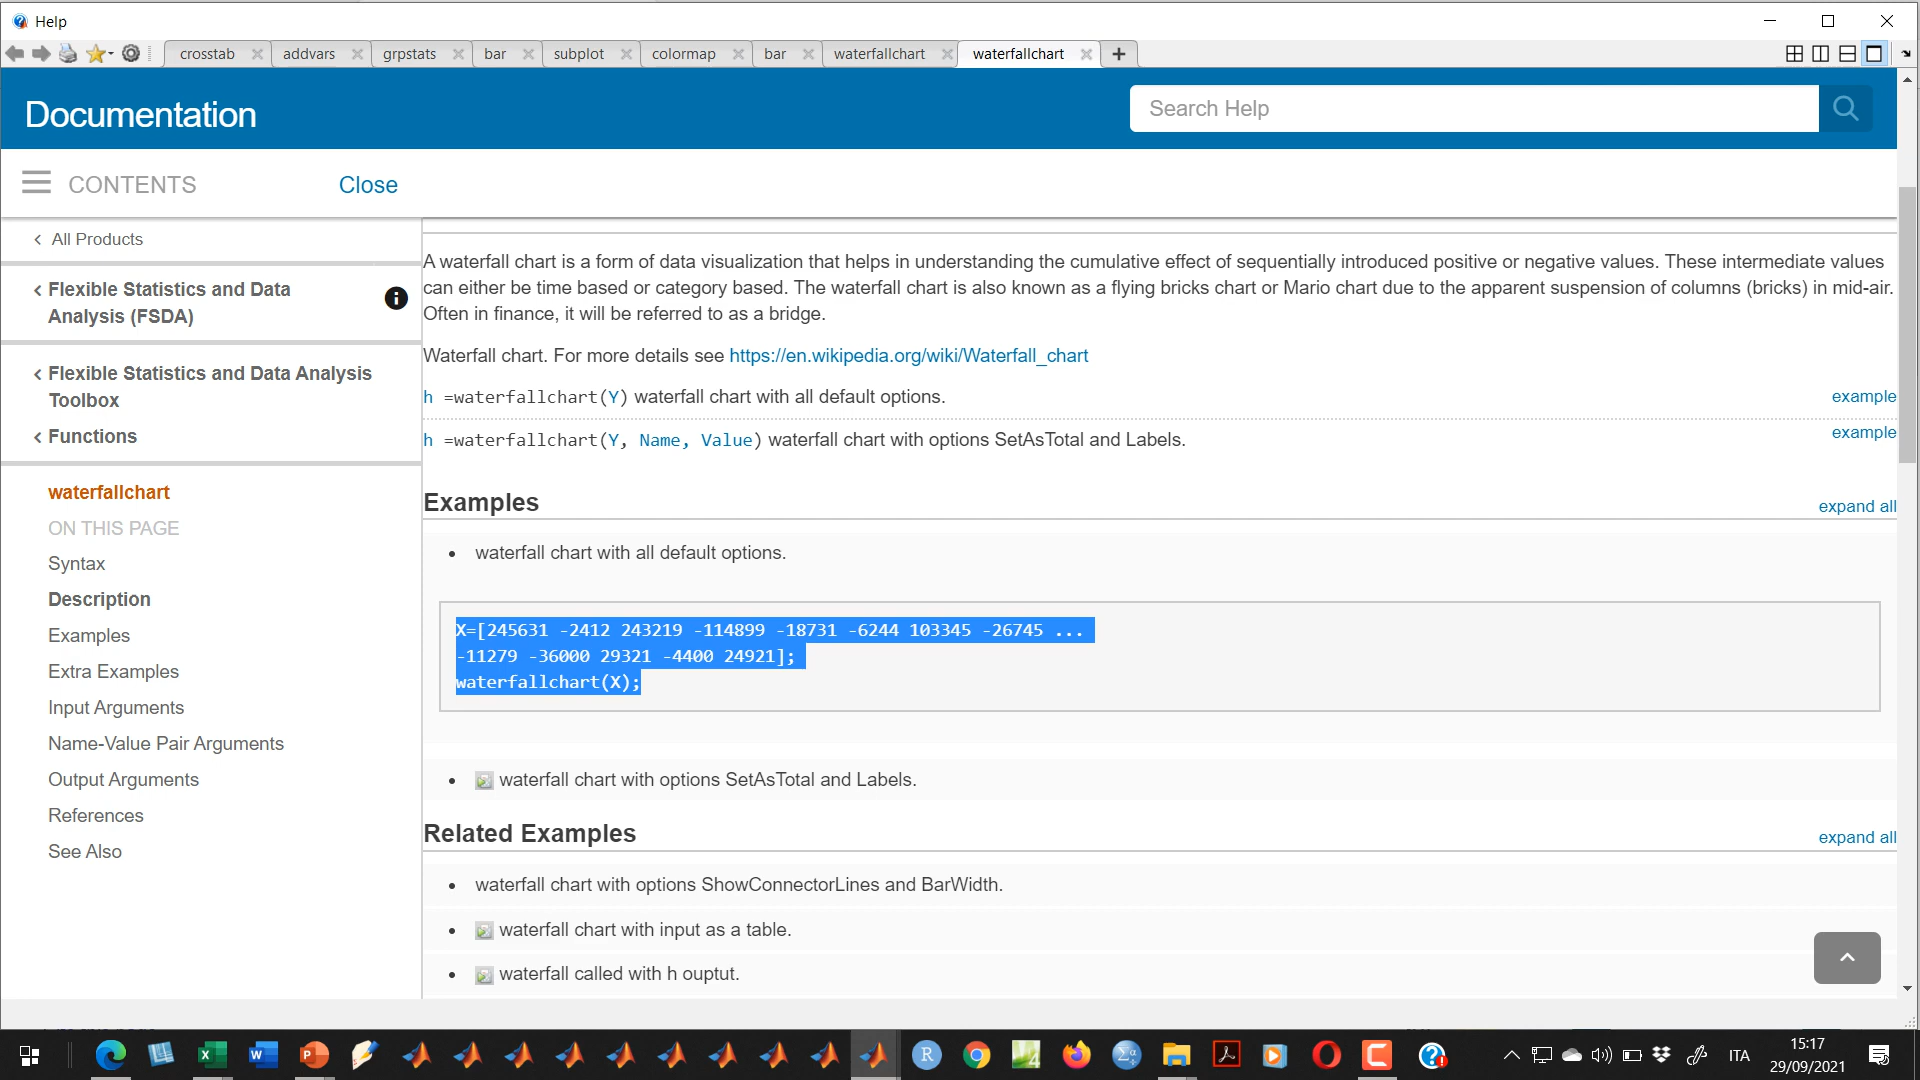 Help
crosstab addvars grpstats bar subplot colormap bar waterfallchart waterfallchart
Documentation
Search Help
CONTENTS Close
All Products
Flexible Statistics and Data
Analysis (FSDA)
Flexible Statistics and Data Analysis
Toolbox
Functions
waterfallchart
ON THIS PAGE
Syntax
Description
Examples
Extra Examples
Input Arguments
Name-Value Pair Arguments
Output Arguments
References
See Also
A waterfall chart is a form of data visualization that helps in understanding the cumulative effect of sequentially introduced positive or negative values. These intermediate values
can either be time based or category based. The waterfall chart is also known as a flying bricks chart or Mario chart due to the apparent suspension of columns (bricks) in mid-air.
Often in finance, it will be referred to as a bridge.
Waterfall chart. For more details see https://en.wikipedia.org/wiki/Waterfall_chart
h =waterfallchart(Y) waterfall chart with all default options. example
h =waterfallchart(Y, Name, Value) waterfall chart with options SetAsTotal and Labels. example
Examples
expand all
• waterfall chart with all default options.
X=[245631 -2412 243219 -114899 -18731 -6244 103345 -26745 ...
-11279 -36000 29321 -4400 24921];
waterfallchart(X);
• waterfall chart with options SetAsTotal and Labels.
Related Examples
expand all
• waterfall chart with options ShowConnectorLines and BarWidth.
• waterfall chart with input as a table.
• waterfall called with h ouptut.
ITA
15:17
29/09/2021